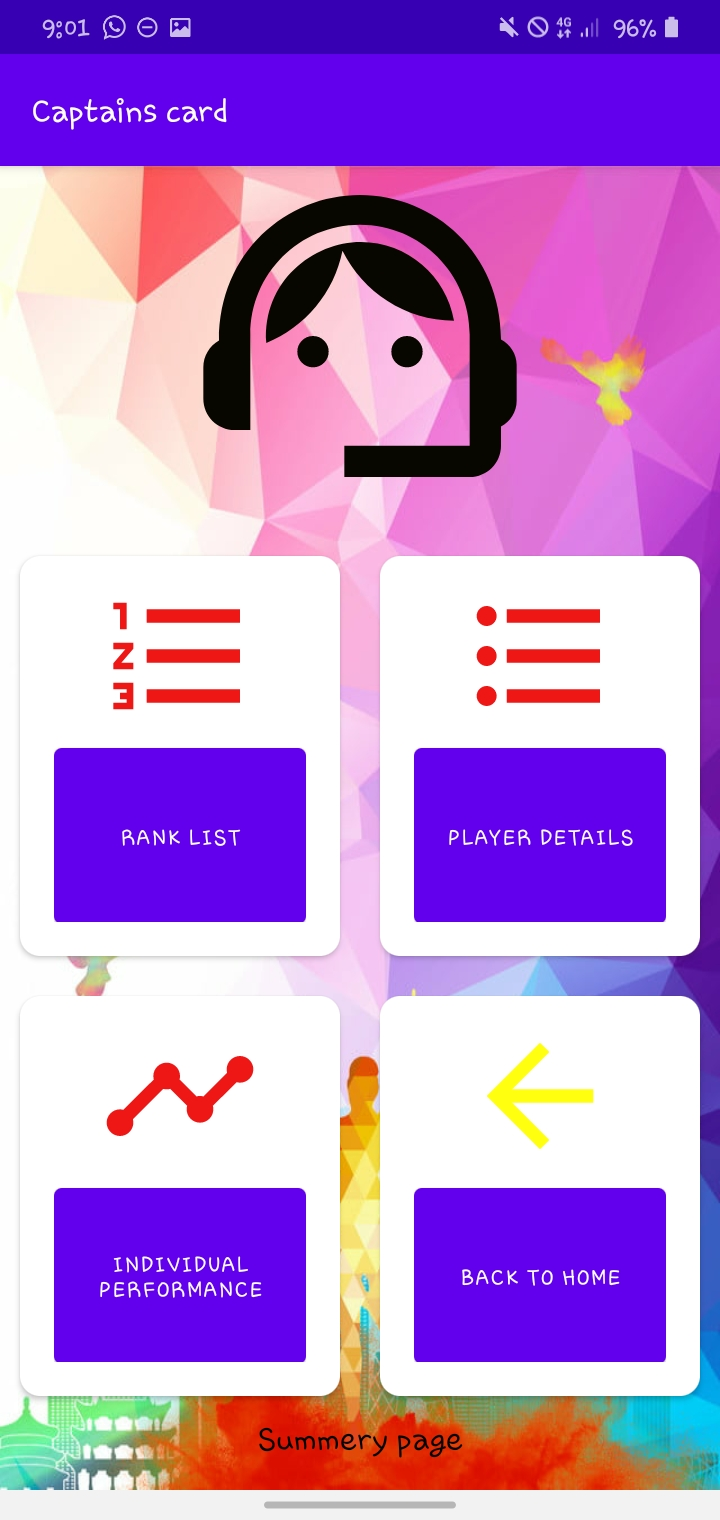 9:01 4G 96%
Captains card
1
2
3
RANK LIST
PLAYER DETAILS
INDIVIDUAL
PERFORMANCE
BACK TO HOME
Summery page